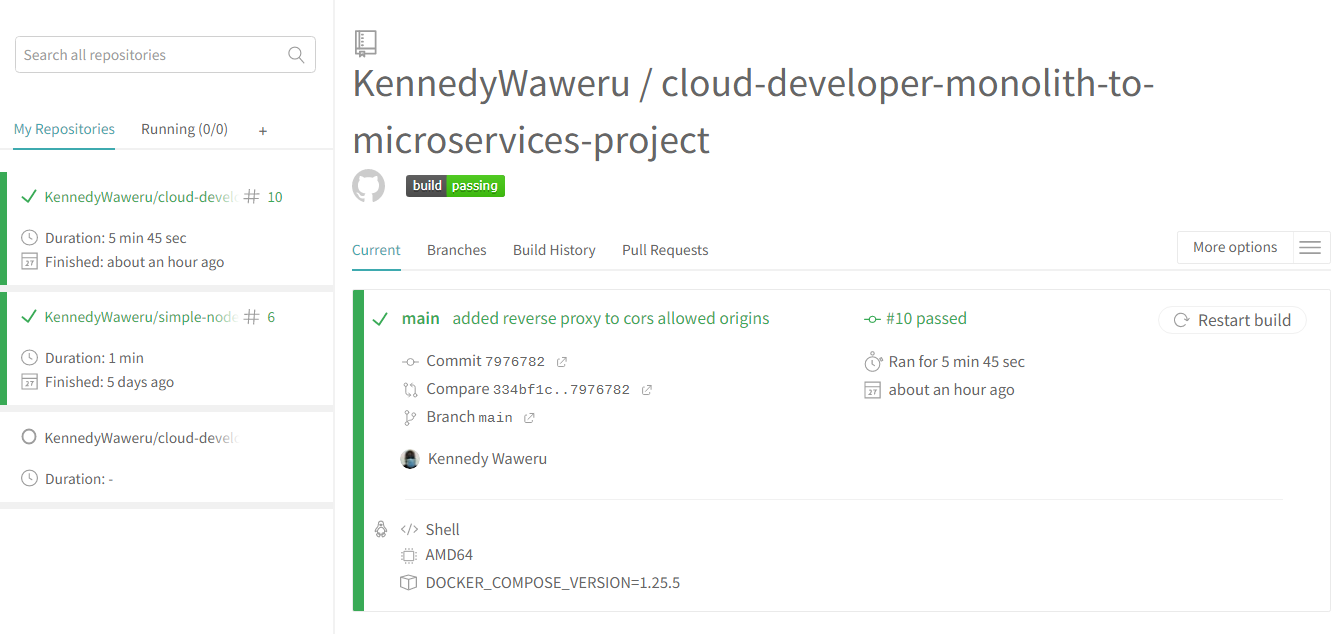 Search all repositories
My Repositories Running (0/0) +
KennedyWaweru/cloud-devel # 10
Duration: 5 min 45 sec
27 Finished: about an hour ago
KennedyWaweru/simple-node # 6
Duration: 1 min
27 Finished: 5 days ago
KennedyWaweru/cloud-devel
Duration: -
KennedyWaweru / cloud-developer-monolith-to-
microservices-project
build passing
Current Branches Build History Pull Requests More options
main added reverse proxy to cors allowed origins #10 passed Restart build
Commit 7976782 Ran for 5 min 45 sec
Compare 334bf1c..7976782 27 about an hour ago
Branch main
Kennedy Waweru
</> Shell
AMD64
DOCKER_COMPOSE_VERSION=1.25.5